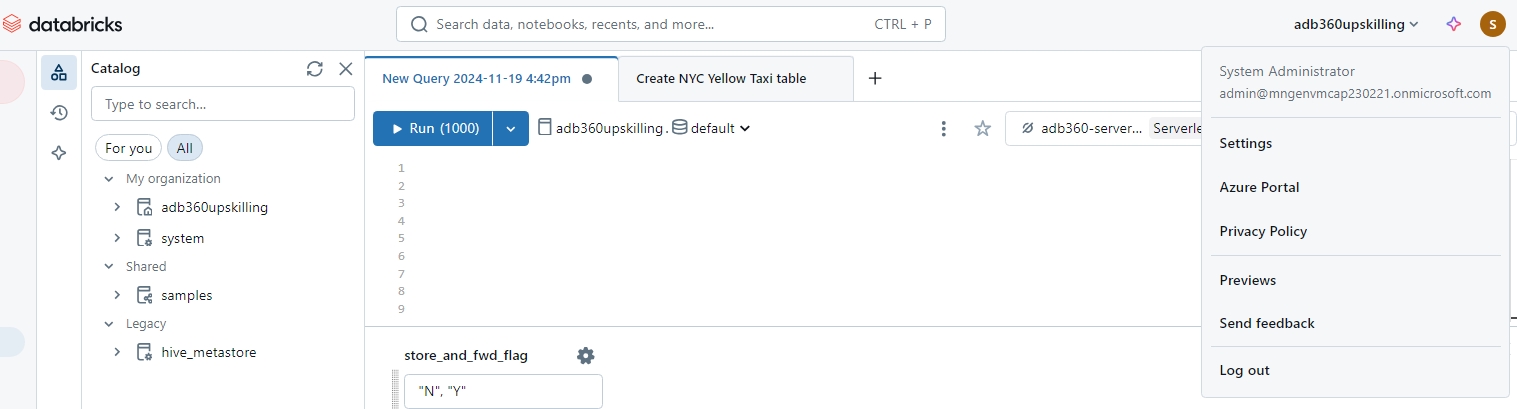 databricks
Search data, notebooks, recents, and more...
CTRL + P
adb360upskilling
S
Catalog
Type to search...
For you
All
My organization
adb360upskilling
system
Shared
samples
Legacy
hive_metastore
New Query 2024-11-19 4:42pm
Create NYC Yellow Taxi table
+
Run (1000)
adb360upskilling. default
adb360-server... Serverle
1
2
3
4
5
6
7
8
9
store_and_fwd_flag
"N", "Y"
System Administrator
admin@mngenvmcap230221.onmicrosoft.com
Settings
Azure Portal
Privacy Policy
Previews
Send feedback
Log out